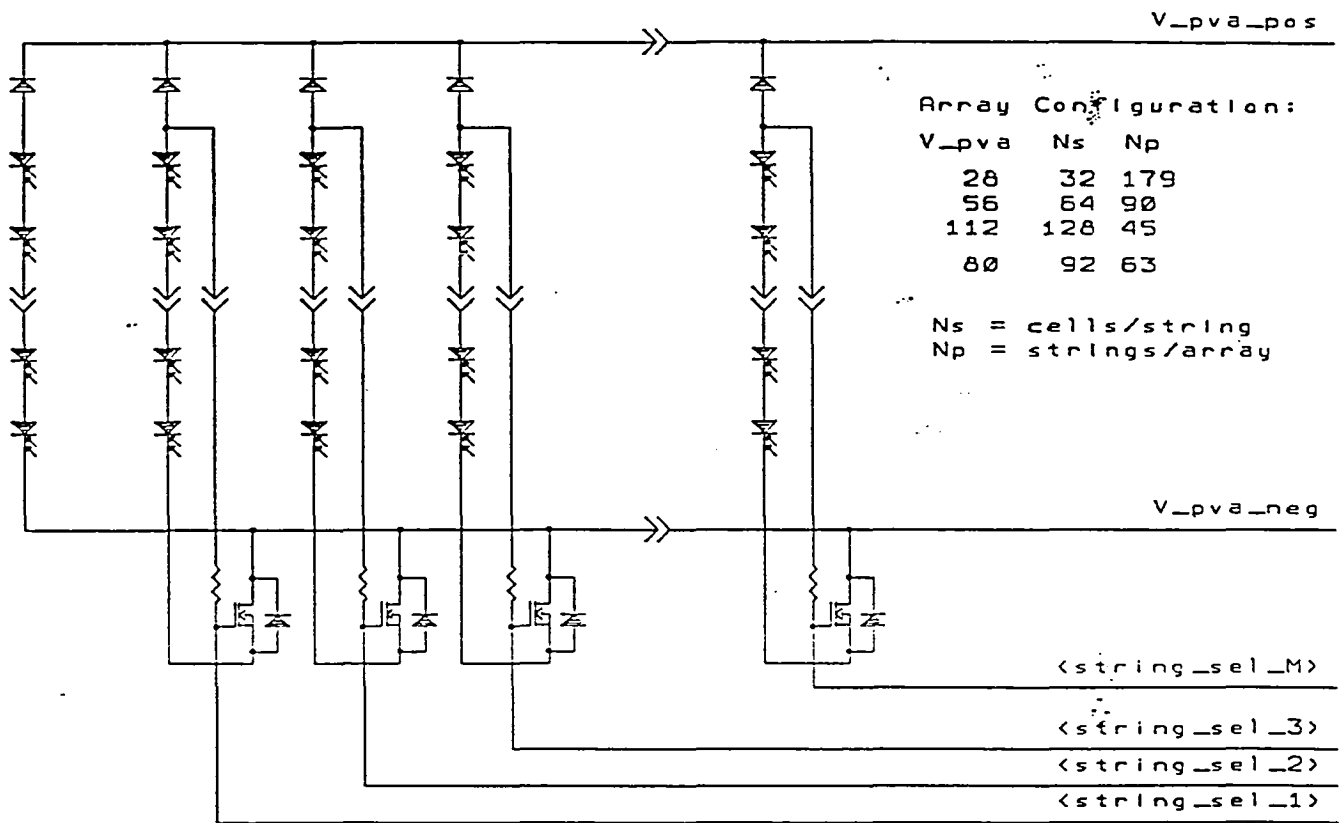 V_pva_pos
Array Configuration:
V_pva Ns Np
28 32 179
56 64 90
112 128 45
80 92 63
Ns = cells/string
Np = strings/array
V_pva_neg
<string_sel_M>
<string_sel_3>
<string_sel_2>
<string_sel_1>